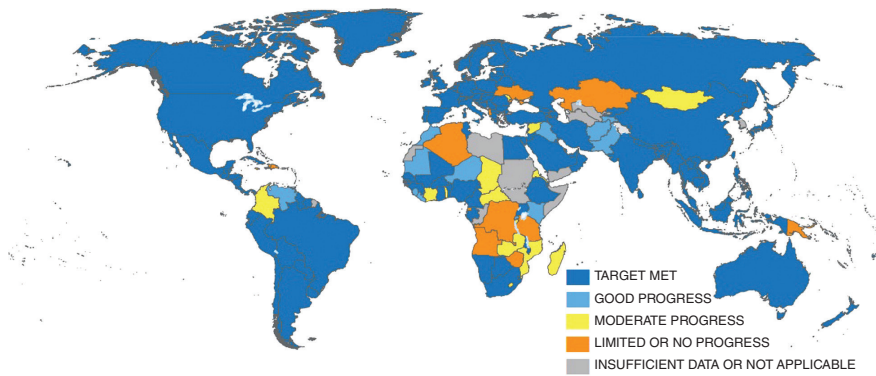 TARGET MET
GOOD PROGRESS
MODERATE PROGRESS
LIMITED OR NO PROGRESS
INSUFFICIENT DATA OR NOT APPLICABLE